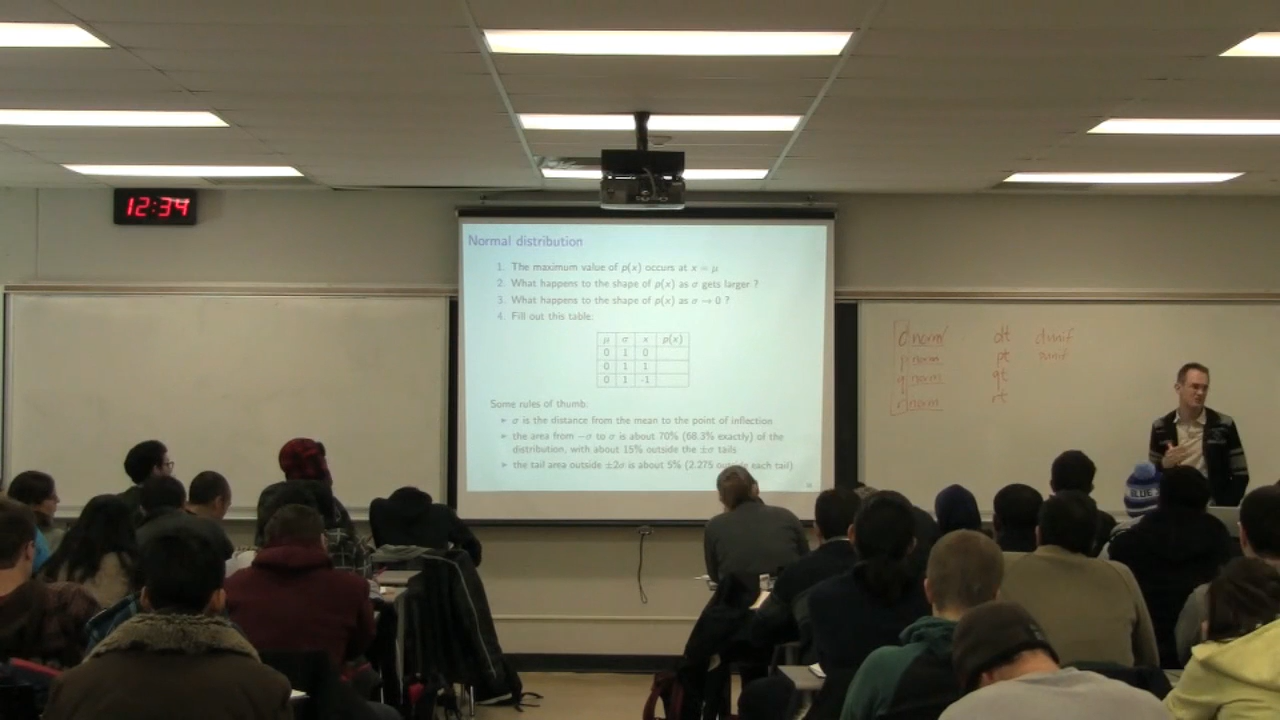 12:34
Normal distribution
1. The maximum value of p(x) occurs at x = μ
2. What happens to the shape of p(x) as σ gets larger ?
3. What happens to the shape of p(x) as σ → 0 ?
4. Fill out this table:
μ σ x p(x)
0 1 0
0 1 1
0 1 -1
Some rules of thumb:
▸ σ is the distance from the mean to the point of inflection
▸ the area from −σ to σ is about 70% (68.3% exactly) of the
distribution, with about 15% outside the ±σ tails
▸ the tail area outside ±2σ is about 5% (2.275 outside each tail)
dnorm dt dunif
pnorm pt punif
qnorm qt
rnorm rt
BLUE